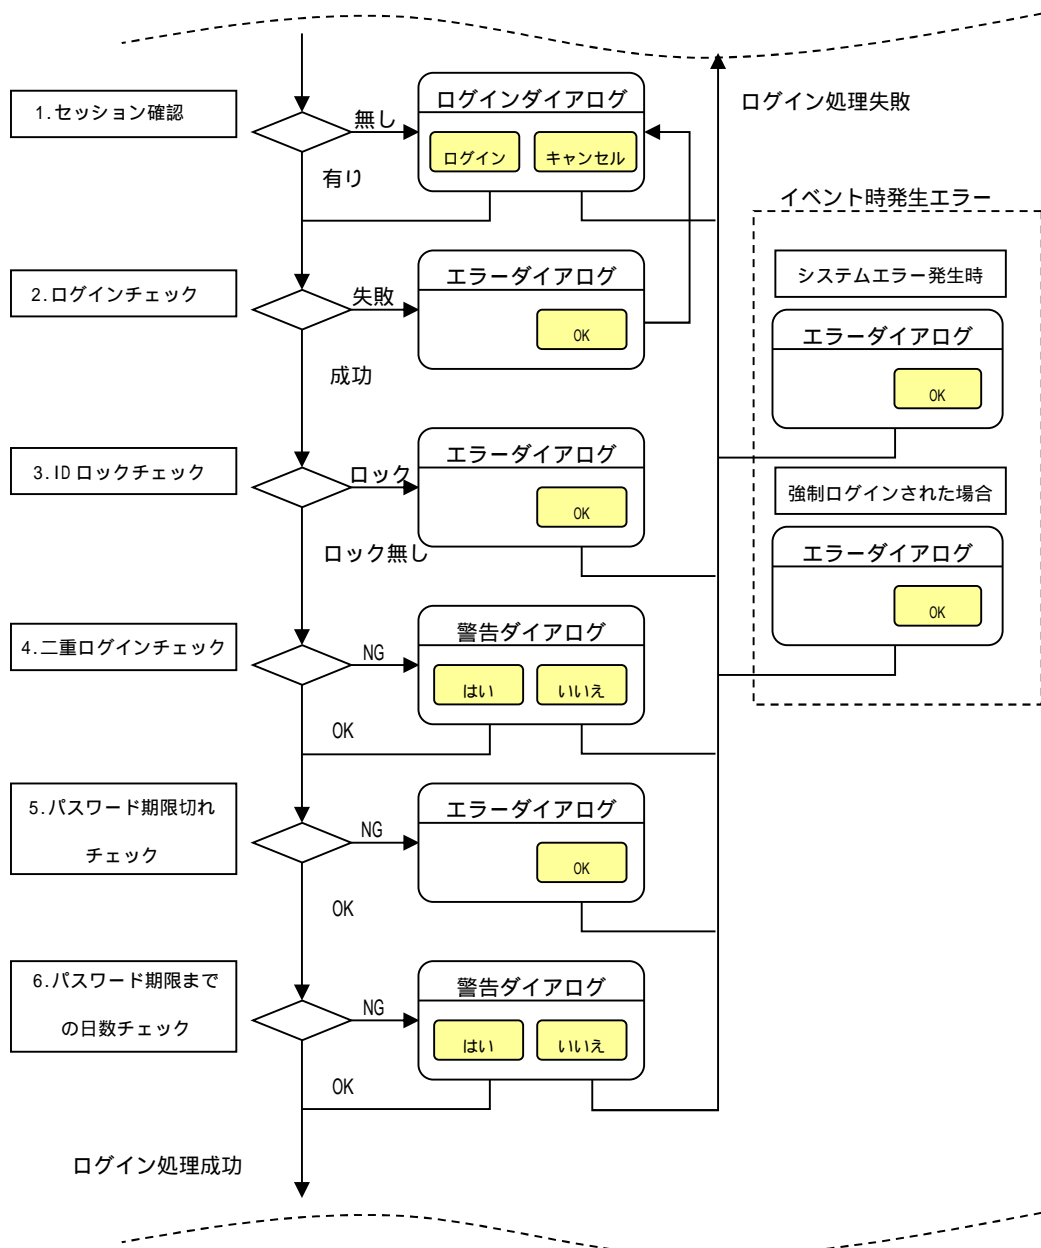 ログイン処理失敗
1.セッション確認
無し
ログインダイアログ
ログイン
キャンセル
有り
イベント時発生エラー
2.ログインチェック
失敗
エラーダイアログ
OK
成功
システムエラー発生時
エラーダイアログ
OK
3.IDロックチェック
ロック
エラーダイアログ
OK
ロック無し
強制ログインされた場合
エラーダイアログ
OK
4.二重ログインチェック
NG
警告ダイアログ
はい
いいえ
OK
5.パスワード期限切れ
チェック
NG
エラーダイアログ
OK
OK
6.パスワード期限まで
の日数チェック
NG
警告ダイアログ
はい
いいえ
OK
ログイン処理成功